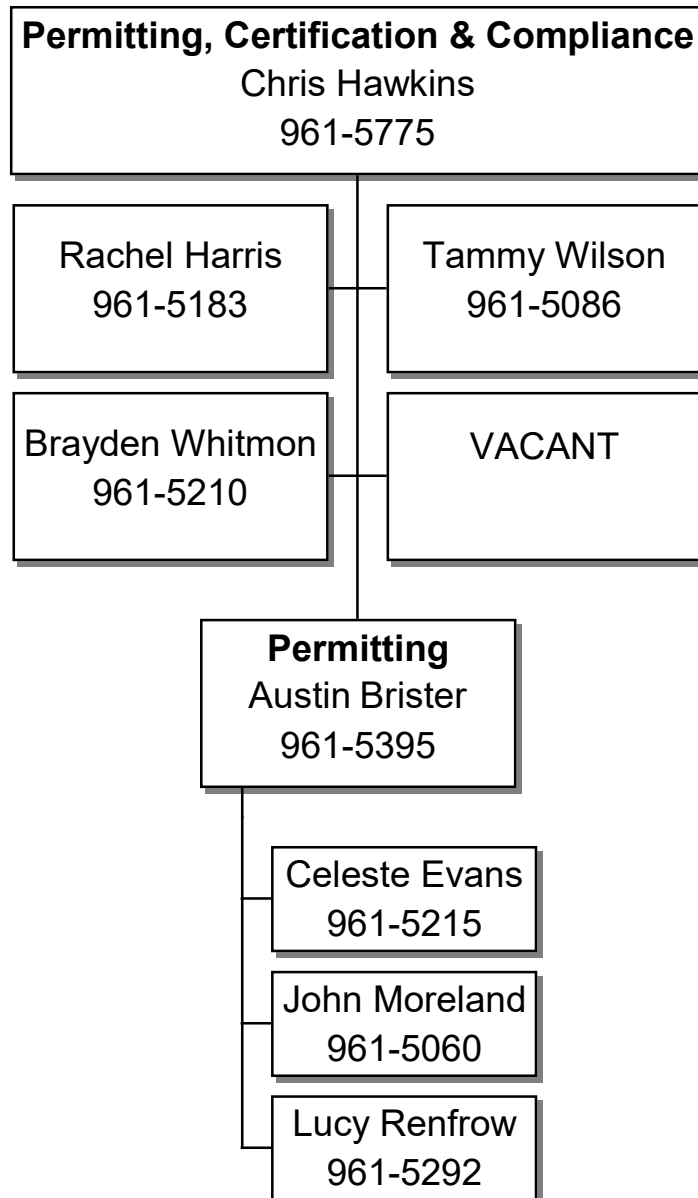 Permitting, Certification & Compliance
Chris Hawkins
961-5775
Rachel Harris
961-5183
Tammy Wilson
961-5086
Brayden Whitmon
961-5210
VACANT
Permitting
Austin Brister
961-5395
Celeste Evans
961-5215
John Moreland
961-5060
Lucy Renfrow
961-5292